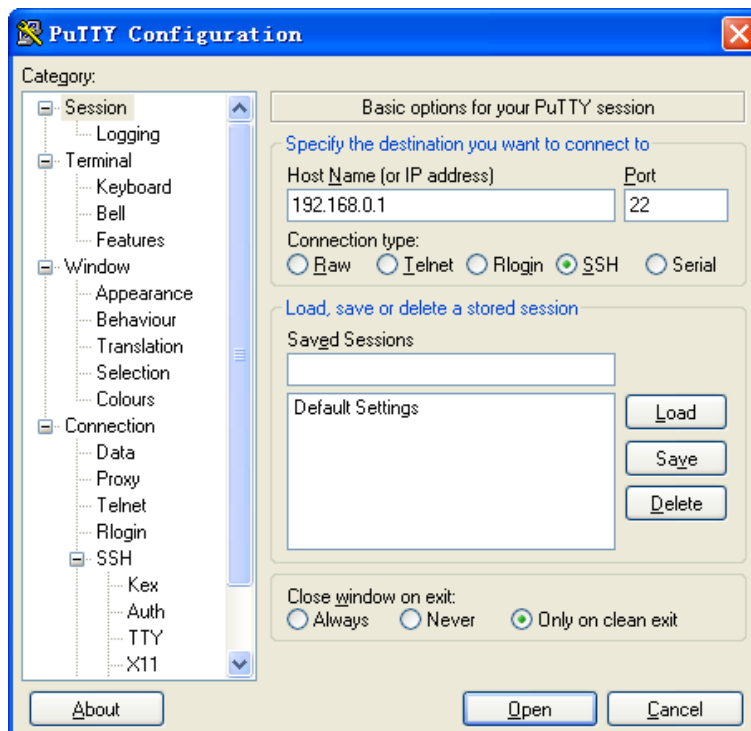 PuTTY Configuration
Category:
Session
Logging
Terminal
Keyboard
Bell
Features
Window
Appearance
Behaviour
Translation
Selection
Colours
Connection
Data
Proxy
Telnet
Rlogin
SSH
Kex
Auth
TTY
X11
Basic options for your PuTTY session
Specify the destination you want to connect to
Host Name (or IP address) Port
192.168.0.1 22
Connection type:
Raw Telnet Rlogin SSH Serial
Load, save or delete a stored session
Saved Sessions
Default Settings
Load
Save
Delete
Close window on exit:
Always Never Only on clean exit
About Open Cancel